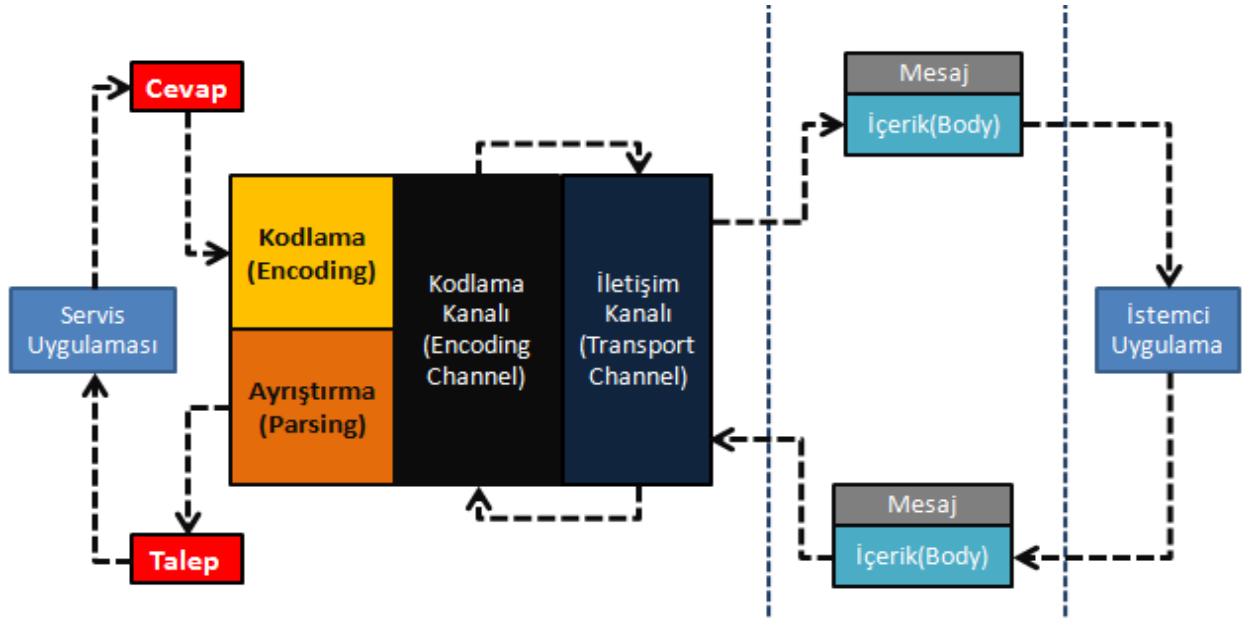 Cevap
Mesaj
İçerik(Body)
Kodlama
(Encoding)
Kodlama
Kanalı
(Encoding
Channel)
İletişim
Kanalı
(Transport
Channel)
Servis
Uygulaması
İstemci
Uygulama
Ayrıştırma
(Parsing)
Mesaj
İçerik(Body)
Talep